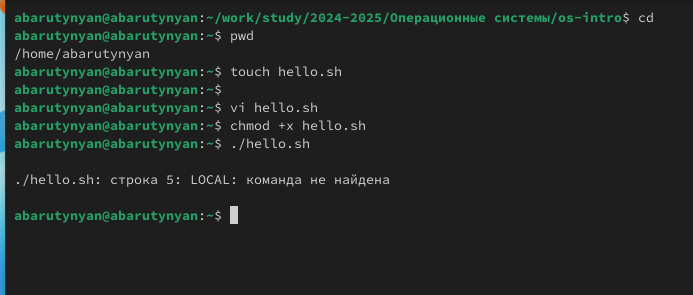 abarutynyan@abarutynyan:~/work/study/2024-2025/Операционные системы/os-intro$ cd
abarutynyan@abarutynyan:~$ pwd
/home/abarutynyan
abarutynyan@abarutynyan:~$ touch hello.sh
abarutynyan@abarutynyan:~$
abarutynyan@abarutynyan:~$ vi hello.sh
abarutynyan@abarutynyan:~$ chmod +x hello.sh
abarutynyan@abarutynyan:~$ ./hello.sh
./hello.sh: строка 5: LOCAL: команда не найдена
abarutynyan@abarutynyan:~$